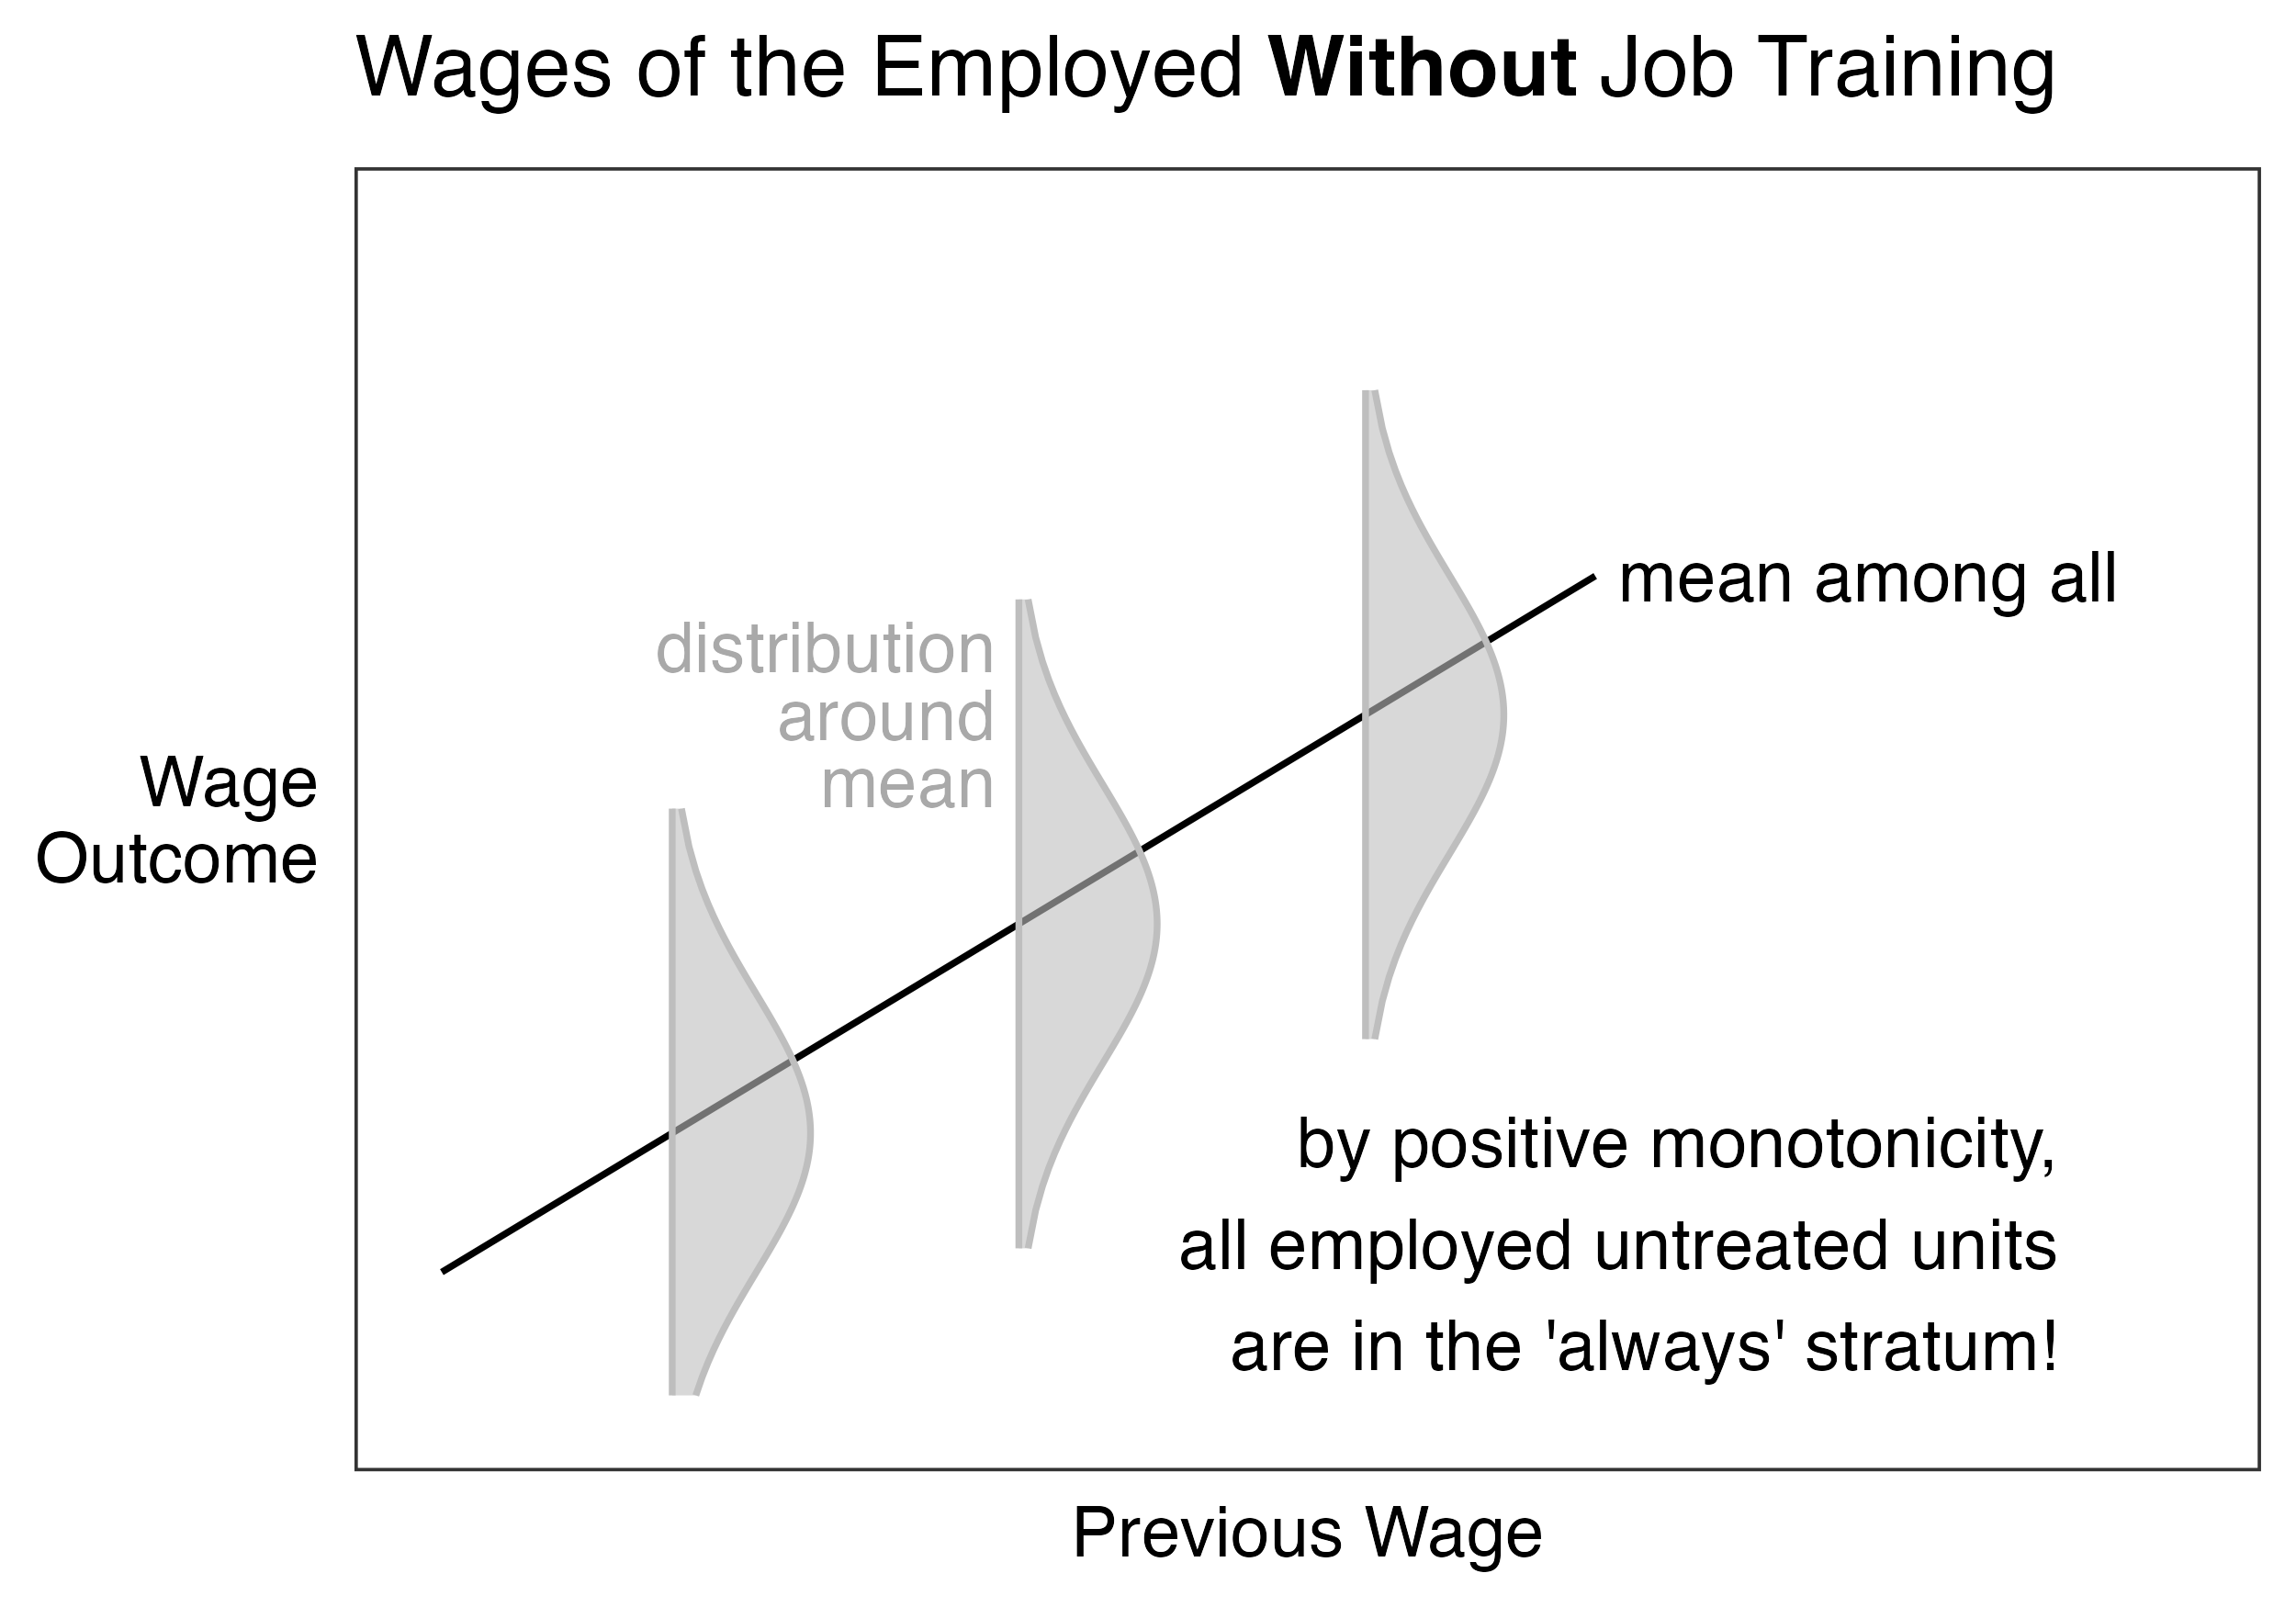 Wages of the Employed Without Job Training
distribution
around
mean
mean among all
Wage
Outcome
by positive monotonicity,
all employed untreated units
are in the 'always' stratum!
Previous Wage